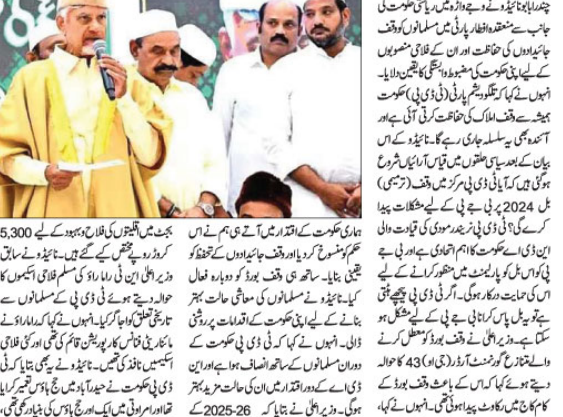 چندرا بابو نائیڈو نے وجے واڑہ میں ریاستی حکومت کی
جانب سے منعقدہ افطار پارٹی میں مسلمانوں کو وقف
جائیدادوں کی حفاظت اور ان کے فلاحی منصوبوں
کے لیے اپنی حکومت کی مضبوط وابستگی کا یقین دلایا۔
انہوں نے کہا کہ تلگو دیشم پارٹی (ٹی ڈی پی) حکومت
ہمیشہ سے وقف املاک کی حفاظت کرتی آئی ہے اور
آئندہ بھی یہ سلسلہ جاری رہے گا۔ نائیڈو کے اس
بیان کے بعد سیاسی حلقوں میں قیاس آرائیاں شروع
ہوگئی ہیں کہ آیا ٹی ڈی پی مرکز میں وقف (ترمیمی)
بل 2024 پر بی جے پی کے لیے مشکلات پیدا
کرے گی؟ ٹی ڈی پی نریندر مودی کی قیادت والی
این ڈی اے حکومت کا اہم اتحادی ہے اور بی جے
پی کو اس بل کو پارلیمنٹ میں منظور کرانے کے لیے
اس کی حمایت درکار ہوگی۔ اگر ٹی ڈی پی پیچھے ہٹتی
ہے تو یہ بل پاس کرانا بی جے پی کے لیے مشکل ہو
سکتا ہے۔ وزیر اعلیٰ نے وقف بورڈ کو معطل کرنے
والے متنازع گورنمنٹ آرڈر (جی او) 43 کا حوالہ
دیتے ہوئے کہا کہ اس کے باعث وقف بورڈ کے
کام کاج میں رکاوٹ پیدا ہوئی تھی۔ انہوں نے کہا،
ہماری حکومت کے اقتدار میں آتے ہی ہم نے اس
حکم کو منسوخ کر دیا اور وقف جائیدادوں کے تحفظ کو
یقینی بنایا۔ ساتھ ہی وقف بورڈ کو دوبارہ فعال
کیا۔ نائیڈو نے مسلمانوں کی معاشی حالت بہتر
بنانے کے لیے اپنی حکومت کے اقدامات پر روشنی
ڈالی۔ انہوں نے کہا کہ ٹی ڈی پی حکومت کے
دوران مسلمانوں کے ساتھ انصاف ہوا ہے اور این
ڈی اے کے دور اقتدار میں ان کی حالت مزید بہتر
ہوگی۔ وزیر اعلیٰ نے بتایا کہ 26-2025 کے
بجٹ میں اقلیتوں کی فلاح و بہبود کے لیے 5,300
کروڑ روپے مختص کیے گئے ہیں۔ نائیڈو نے سابق
وزیر اعلیٰ این ٹی راما راؤ کی مسلم فلاحی اسکیموں کا
حوالہ دیتے ہوئے ٹی ڈی پی کے مسلمانوں سے
تاریخی تعلق کو اجاگر کیا۔ انہوں نے کہا کہ راما راؤ نے
مائناریٹی فنانس کارپوریشن قائم کی تھی اور کئی فلاحی
اسکیمیں نافذ کی تھیں۔ نائیڈو نے یہ بھی بتایا کہ ٹی
ڈی پی حکومت نے حیدرآباد میں حج ہاؤس تعمیر کرایا
تھا اور امراوتی میں ایک اور حج ہاؤس کی بنیاد رکھی تھی،